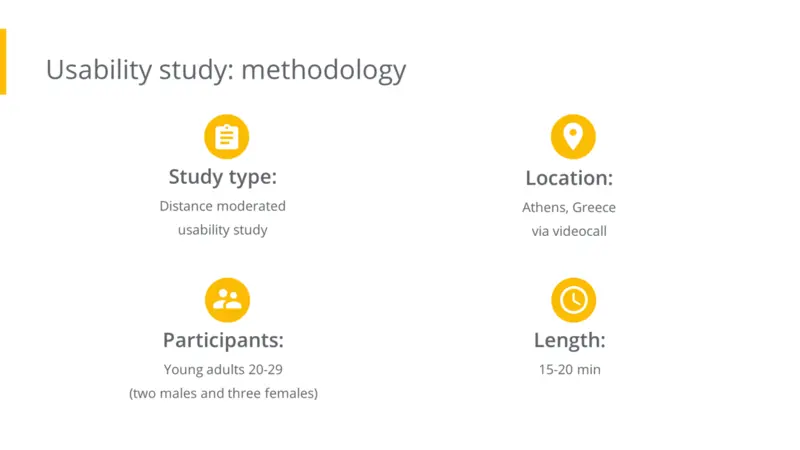 Usability study: methodology
Study type:
Distance moderated
usability study
Location:
Athens, Greece
via videocall
Participants:
Young adults 20-29
(two males and three females)
Length:
15-20 min